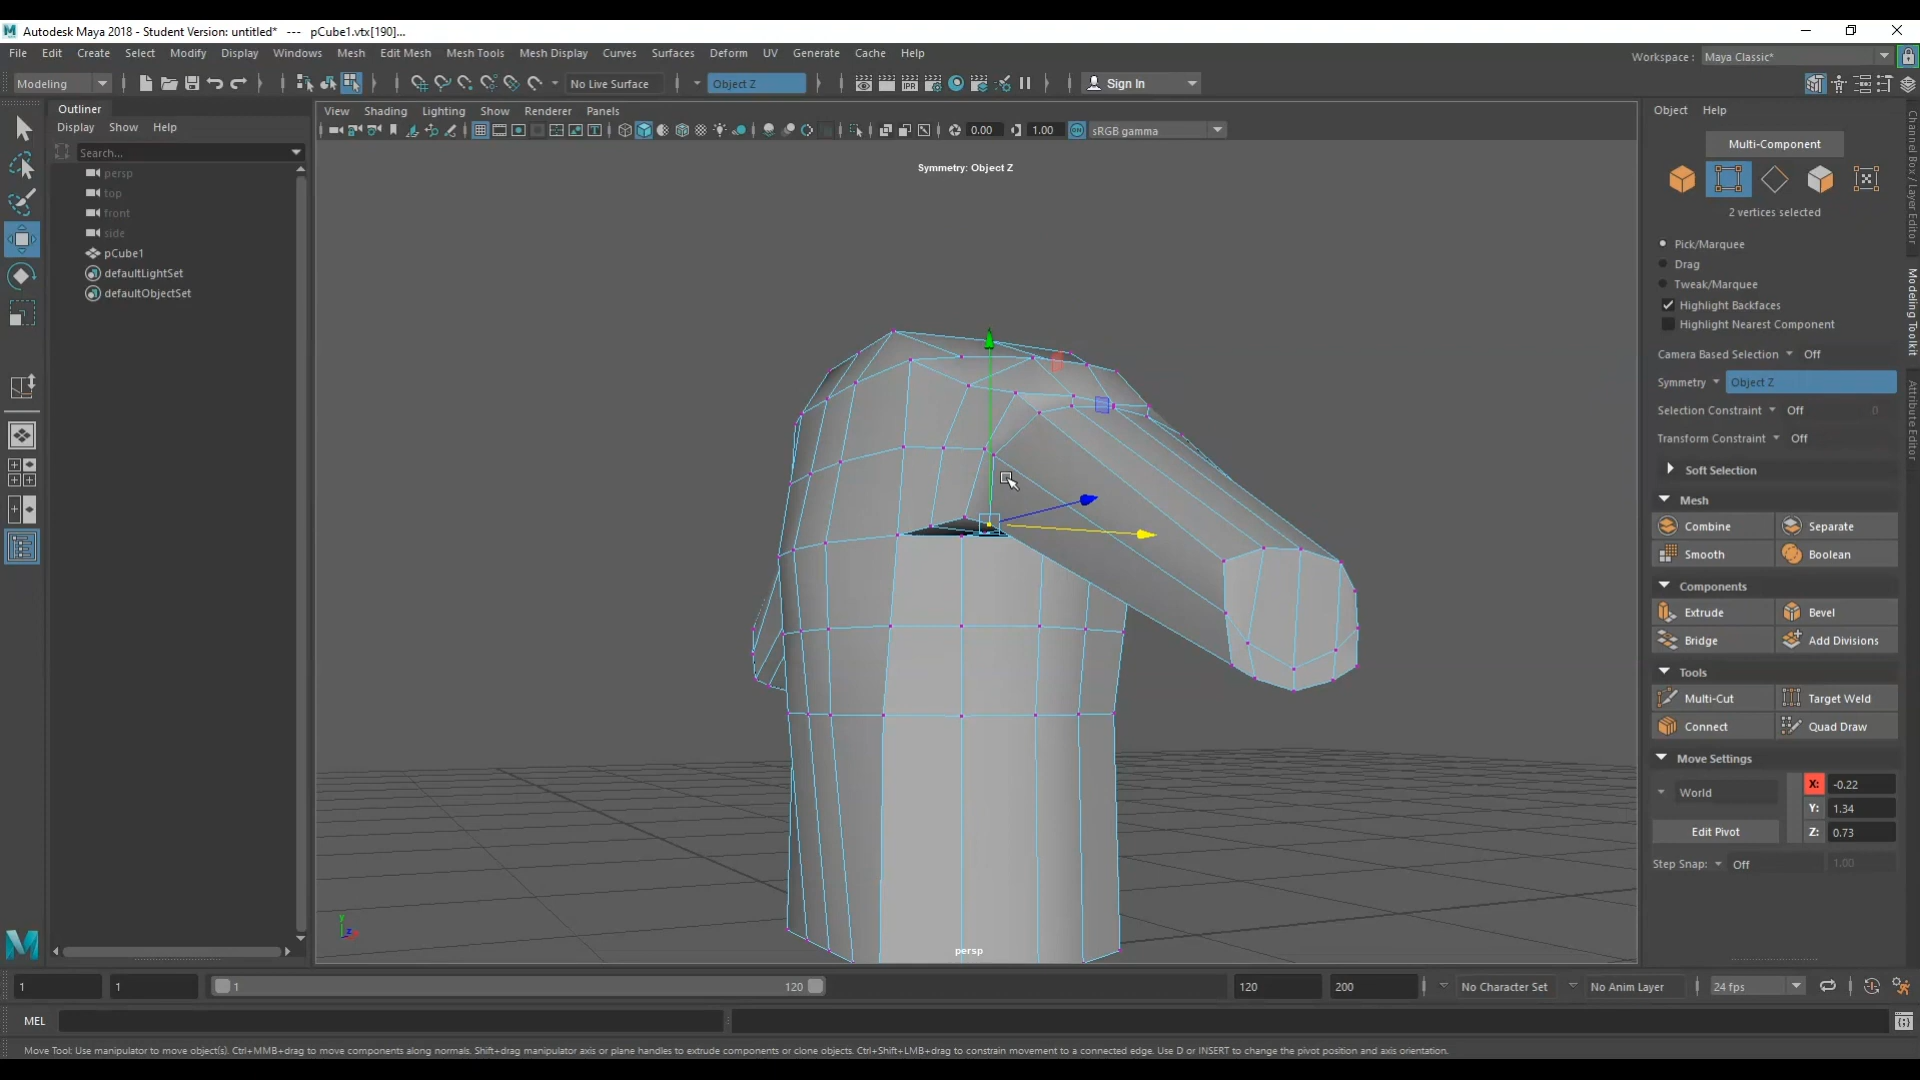 Autodesk Maya 2018 - Student Version: untitled* --- pCube1.vtx[190]...
File Edit Create Select Modify Display Windows Mesh Edit Mesh Mesh Tools Mesh Display Curves Surfaces Deform UV Generate Cache Help
Workspace : Maya Classic*
Modeling No Live Surface Object Z Sign In
Outliner
Display Show Help
Search...
persp
top
front
side
pCube1
defaultLightSet
defaultObjectSet
View Shading Lighting Show Renderer Panels
0.00 1.00 sRGB gamma
Symmetry: Object Z
persp
Object Help
Multi-Component
2 vertices selected
Pick/Marquee
Drag
Tweak/Marquee
Highlight Backfaces
Highlight Nearest Component
Camera Based Selection Off
Symmetry Object Z
Selection Constraint Off 0
Transform Constraint Off
Soft Selection
Mesh
Combine Separate
Smooth Boolean
Components
Extrude Bevel
Bridge Add Divisions
Tools
Multi-Cut Target Weld
Connect Quad Draw
Move Settings
World
X: -0.22
Y: 1.34
Z: 0.73
Edit Pivot
Step Snap: Off 1.00
Channel Box / Layer Editor
Modeling Toolkit
Attribute Editor
1 1 1 120 120 200 No Character Set No Anim Layer 24 fps
MEL
Move Tool: Use manipulator to move object(s). Ctrl+MMB+drag to move components along normals. Shift+drag manipulator axis or plane handles to extrude components or clone objects. Ctrl+Shift+LMB+drag to constrain movement to a connected edge. Use D or INSERT to change the pivot position and axis orientation.